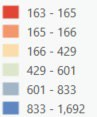 163 - 165
165 - 166
166 - 429
429 - 601
601 - 833
833 - 1,692